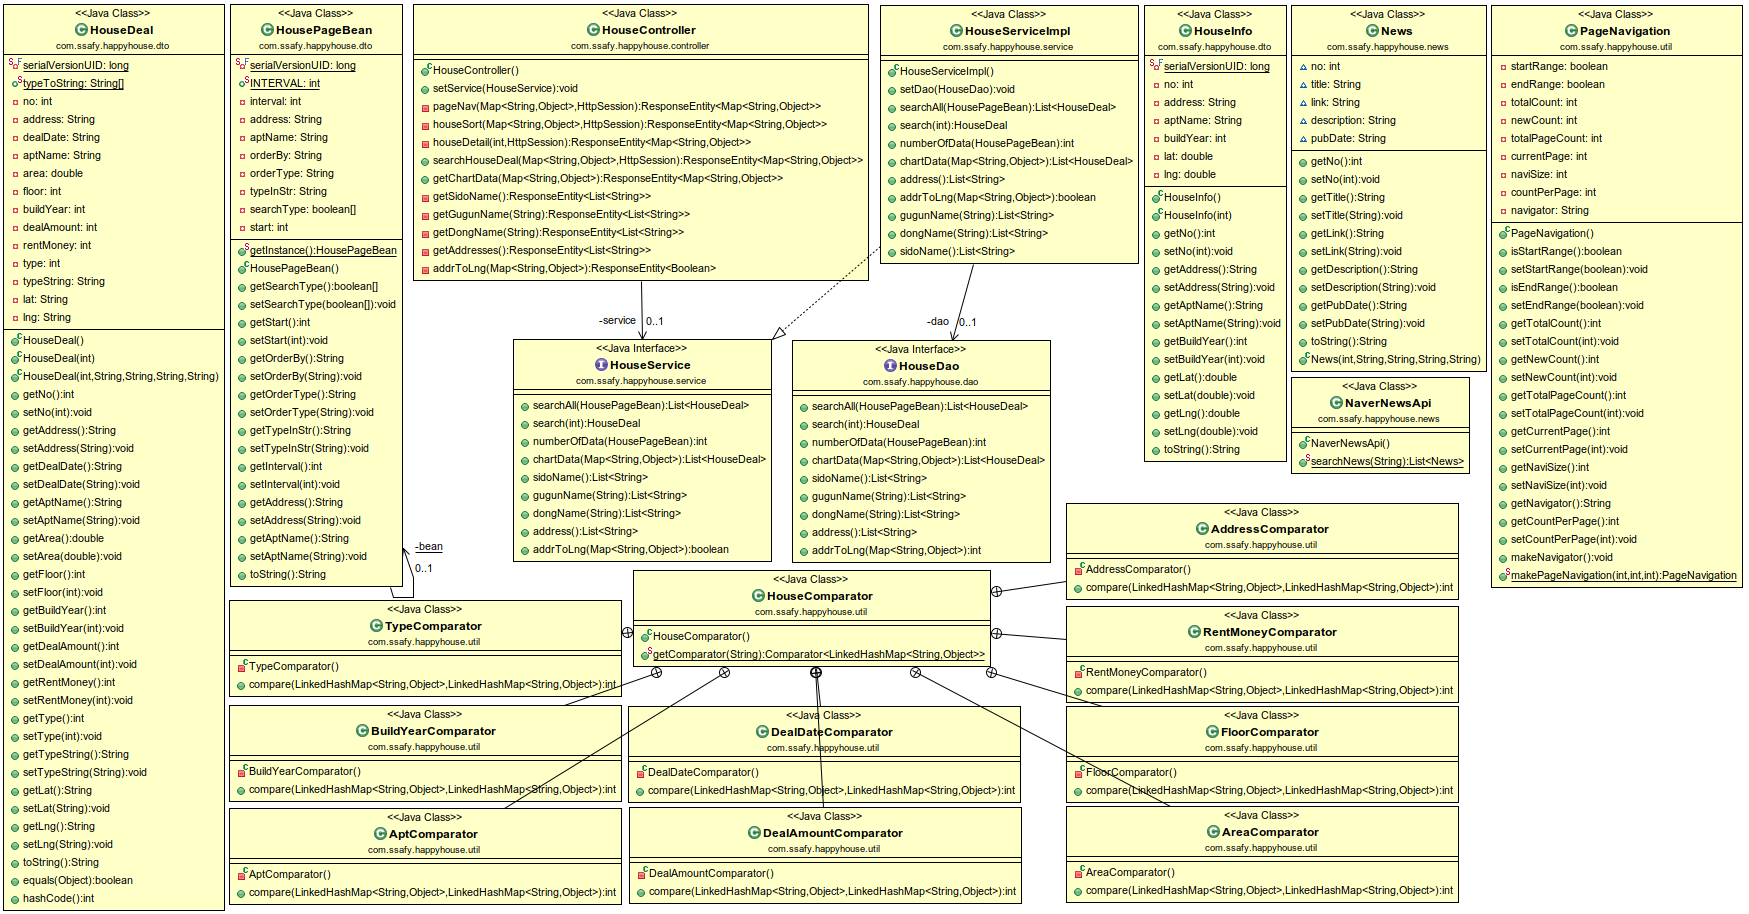 <<Java Class>>
HouseDeal
com.ssafy.happyhouse.dto
serialVersionUID: long
typeToString: String[]
no: int
address: String
dealDate: String
aptName: String
area: double
floor: int
buildYear: int
dealAmount: int
rentMoney: int
type: int
typeString: String
lat: String
lng: String
HouseDeal()
HouseDeal(int)
HouseDeal(int,String,String,String,String)
getNo():int
setNo(int):void
getAddress():String
setAddress(String):void
getDealDate():String
setDealDate(String):void
getAptName():String
setAptName(String):void
getArea():double
setArea(double):void
getFloor():int
setFloor(int):void
getBuildYear():int
setBuildYear(int):void
getDealAmount():int
setDealAmount(int):void
getRentMoney():int
setRentMoney(int):void
getType():int
setType(int):void
getTypeString():String
setTypeString(String):void
getLat():String
setLat(String):void
getLng():String
setLng(String):void
toString():String
equals(Object):boolean
hashCode():int
<<Java Class>>
HousePageBean
com.ssafy.happyhouse.dto
serialVersionUID: long
INTERVAL: int
interval: int
address: String
aptName: String
orderBy: String
orderType: String
typeInStr: String
searchType: boolean[]
start: int
getInstance():HousePageBean
HousePageBean()
getSearchType():boolean[]
setSearchType(boolean[]):void
getStart():int
setStart(int):void
getOrderBy():String
setOrderBy(String):void
getOrderType():String
setOrderType(String):void
getTypeInStr():String
setTypeInStr(String):void
getInterval():int
setInterval(int):void
getAddress():String
setAddress(String):void
getAptName():String
setAptName(String):void
toString():String
-bean
0..1
<<Java Class>>
HouseController
com.ssafy.happyhouse.controller
HouseController()
setService(HouseService):void
pageNav(Map<String,Object>,HttpSession):ResponseEntity<Map<String,Object>>
houseSort(Map<String,Object>,HttpSession):ResponseEntity<Map<String,Object>>
houseDetail(int,HttpSession):ResponseEntity<Map<String,Object>>
searchHouseDeal(Map<String,Object>,HttpSession):ResponseEntity<Map<String,Object>>
getChartData(Map<String,Object>):ResponseEntity<Map<String,Object>>
getSidoName():ResponseEntity<List<String>>
getGugunName(String):ResponseEntity<List<String>>
getDongName(String):ResponseEntity<List<String>>
getAddresses():ResponseEntity<List<String>>
addrToLng(Map<String,Object>):ResponseEntity<Boolean>
-service
0..1
<<Java Class>>
HouseServiceImpl
com.ssafy.happyhouse.service
HouseServiceImpl()
setDao(HouseDao):void
searchAll(HousePageBean):List<HouseDeal>
search(int):HouseDeal
numberOfData(HousePageBean):int
chartData(Map<String,Object>):List<HouseDeal>
address():List<String>
addrToLng(Map<String,Object>):boolean
gugunName(String):List<String>
dongName(String):List<String>
sidoName():List<String>
-dao
0..1
<<Java Class>>
HouseInfo
com.ssafy.happyhouse.dto
serialVersionUID: long
no: int
address: String
aptName: String
buildYear: int
lat: double
lng: double
HouseInfo()
HouseInfo(int)
getNo():int
setNo(int):void
getAddress():String
setAddress(String):void
getAptName():String
setAptName(String):void
getBuildYear():int
setBuildYear(int):void
getLat():double
setLat(double):void
getLng():double
setLng(double):void
toString():String
<<Java Class>>
News
com.ssafy.happyhouse.news
no: int
title: String
link: String
description: String
pubDate: String
getNo():int
setNo(int):void
getTitle():String
setTitle(String):void
getLink():String
setLink(String):void
getDescription():String
setDescription(String):void
getPubDate():String
setPubDate(String):void
toString():String
News(int,String,String,String,String)
<<Java Class>>
NaverNewsApi
com.ssafy.happyhouse.news
NaverNewsApi()
searchNews(String):List<News>
<<Java Class>>
PageNavigation
com.ssafy.happyhouse.util
startRange: boolean
endRange: boolean
totalCount: int
newCount: int
totalPageCount: int
currentPage: int
naviSize: int
countPerPage: int
navigator: String
PageNavigation()
isStartRange():boolean
setStartRange(boolean):void
isEndRange():boolean
setEndRange(boolean):void
getTotalCount():int
setTotalCount(int):void
getNewCount():int
setNewCount(int):void
getTotalPageCount():int
setTotalPageCount(int):void
getCurrentPage():int
setCurrentPage(int):void
getNaviSize():int
setNaviSize(int):void
getNavigator():String
getCountPerPage():int
setCountPerPage(int):void
makeNavigator():void
makePageNavigation(int,int,int):PageNavigation
<<Java Interface>>
HouseService
com.ssafy.happyhouse.service
searchAll(HousePageBean):List<HouseDeal>
search(int):HouseDeal
numberOfData(HousePageBean):int
chartData(Map<String,Object>):List<HouseDeal>
sidoName():List<String>
gugunName(String):List<String>
dongName(String):List<String>
address():List<String>
addrToLng(Map<String,Object>):boolean
<<Java Interface>>
HouseDao
com.ssafy.happyhouse.dao
searchAll(HousePageBean):List<HouseDeal>
search(int):HouseDeal
numberOfData(HousePageBean):int
chartData(Map<String,Object>):List<HouseDeal>
sidoName():List<String>
gugunName(String):List<String>
dongName(String):List<String>
address():List<String>
addrToLng(Map<String,Object>):int
<<Java Class>>
HouseComparator
com.ssafy.happyhouse.util
HouseComparator()
getComparator(String):Comparator<LinkedHashMap<String,Object>>
<<Java Class>>
AddressComparator
com.ssafy.happyhouse.util
AddressComparator()
compare(LinkedHashMap<String,Object>,LinkedHashMap<String,Object>):int
<<Java Class>>
TypeComparator
com.ssafy.happyhouse.util
TypeComparator()
compare(LinkedHashMap<String,Object>,LinkedHashMap<String,Object>):int
<<Java Class>>
RentMoneyComparator
com.ssafy.happyhouse.util
RentMoneyComparator()
compare(LinkedHashMap<String,Object>,LinkedHashMap<String,Object>):int
<<Java Class>>
BuildYearComparator
com.ssafy.happyhouse.util
BuildYearComparator()
compare(LinkedHashMap<String,Object>,LinkedHashMap<String,Object>):int
<<Java Class>>
DealDateComparator
com.ssafy.happyhouse.util
DealDateComparator()
compare(LinkedHashMap<String,Object>,LinkedHashMap<String,Object>):int
<<Java Class>>
FloorComparator
com.ssafy.happyhouse.util
FloorComparator()
compare(LinkedHashMap<String,Object>,LinkedHashMap<String,Object>):int
<<Java Class>>
AptComparator
com.ssafy.happyhouse.util
AptComparator()
compare(LinkedHashMap<String,Object>,LinkedHashMap<String,Object>):int
<<Java Class>>
DealAmountComparator
com.ssafy.happyhouse.util
DealAmountComparator()
compare(LinkedHashMap<String,Object>,LinkedHashMap<String,Object>):int
<<Java Class>>
AreaComparator
com.ssafy.happyhouse.util
AreaComparator()
compare(LinkedHashMap<String,Object>,LinkedHashMap<String,Object>):int